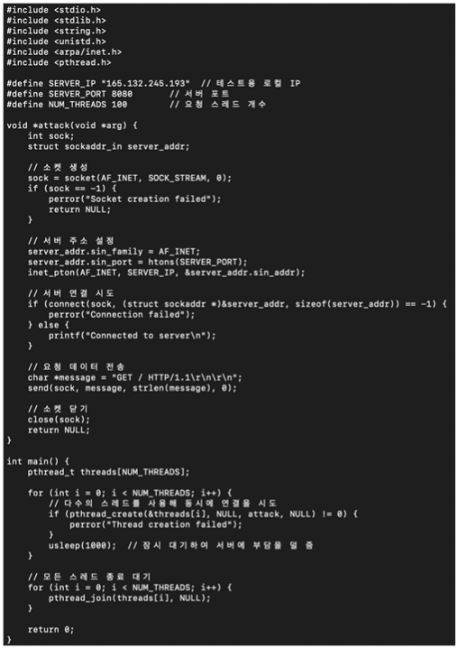 #include <stdio.h>
#include <stdlib.h>
#include <string.h>
#include <unistd.h>
#include <arpa/inet.h>
#include <pthread.h>

#define SERVER_IP "165.132.245.193"  // 테스트용 로컬 IP
#define SERVER_PORT 8080        // 서버 포트
#define NUM_THREADS 100         // 요청 스레드 개수

void *attack(void *arg) {
    int sock;
    struct sockaddr_in server_addr;

    // 소켓 생성
    sock = socket(AF_INET, SOCK_STREAM, 0);
    if (sock == -1) {
        perror("Socket creation failed");
        return NULL;
    }

    // 서버 주소 설정
    server_addr.sin_family = AF_INET;
    server_addr.sin_port = htons(SERVER_PORT);
    inet_pton(AF_INET, SERVER_IP, &server_addr.sin_addr);

    // 서버 연결 시도
    if (connect(sock, (struct sockaddr *)&server_addr, sizeof(server_addr)) == -1) {
        perror("Connection failed");
    } else {
        printf("Connected to server\n");
    }

    // 요청 데이터 전송
    char *message = "GET / HTTP/1.1\r\n\r\n";
    send(sock, message, strlen(message), 0);

    // 소켓 닫기
    close(sock);
    return NULL;
}

int main() {
    pthread_t threads[NUM_THREADS];

    for (int i = 0; i < NUM_THREADS; i++) {
        // 다수의 스레드를 사용해 동시에 연결을 시도
        if (pthread_create(&threads[i], NULL, attack, NULL) != 0) {
            perror("Thread creation failed");
        }
        usleep(1000);  // 잠시 대기하여 서버에 부담을 덜 줌
    }

    // 모든 스레드 종료 대기
    for (int i = 0; i < NUM_THREADS; i++) {
        pthread_join(threads[i], NULL);
    }

    return 0;
}